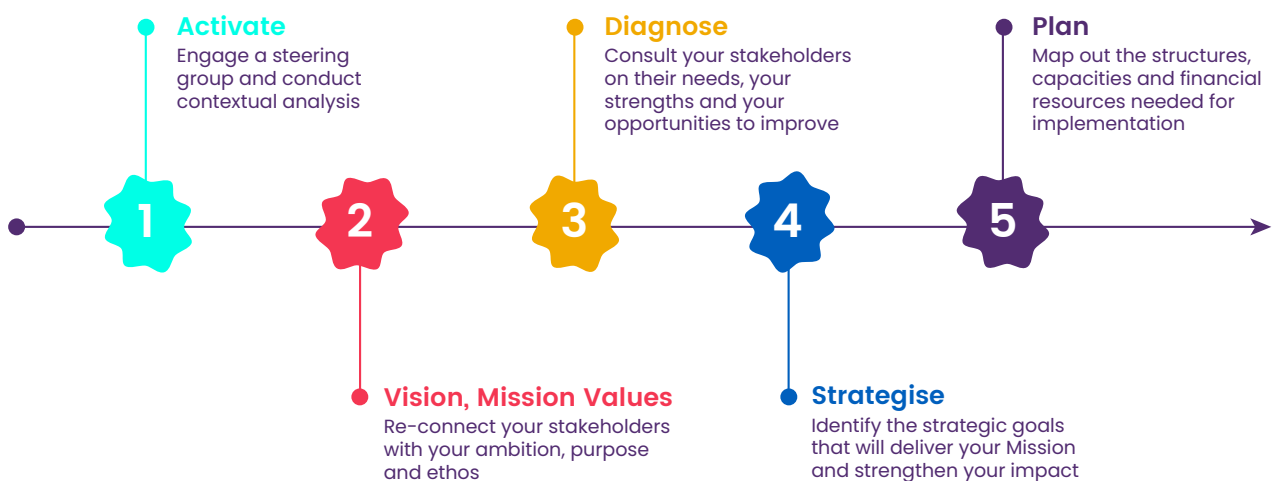 1
Activate
Engage a steering
group and conduct
contextual analysis
2
Vision, Mission Values
Re-connect your stakeholders
with your ambition, purpose
and ethos
3
Diagnose
Consult your stakeholders
on their needs, your
strengths and your
opportunities to improve
4
Strategise
Identify the strategic goals
that will deliver your Mission
and strengthen your impact
5
Plan
Map out the structures,
capacities and financial
resources needed for
implementation